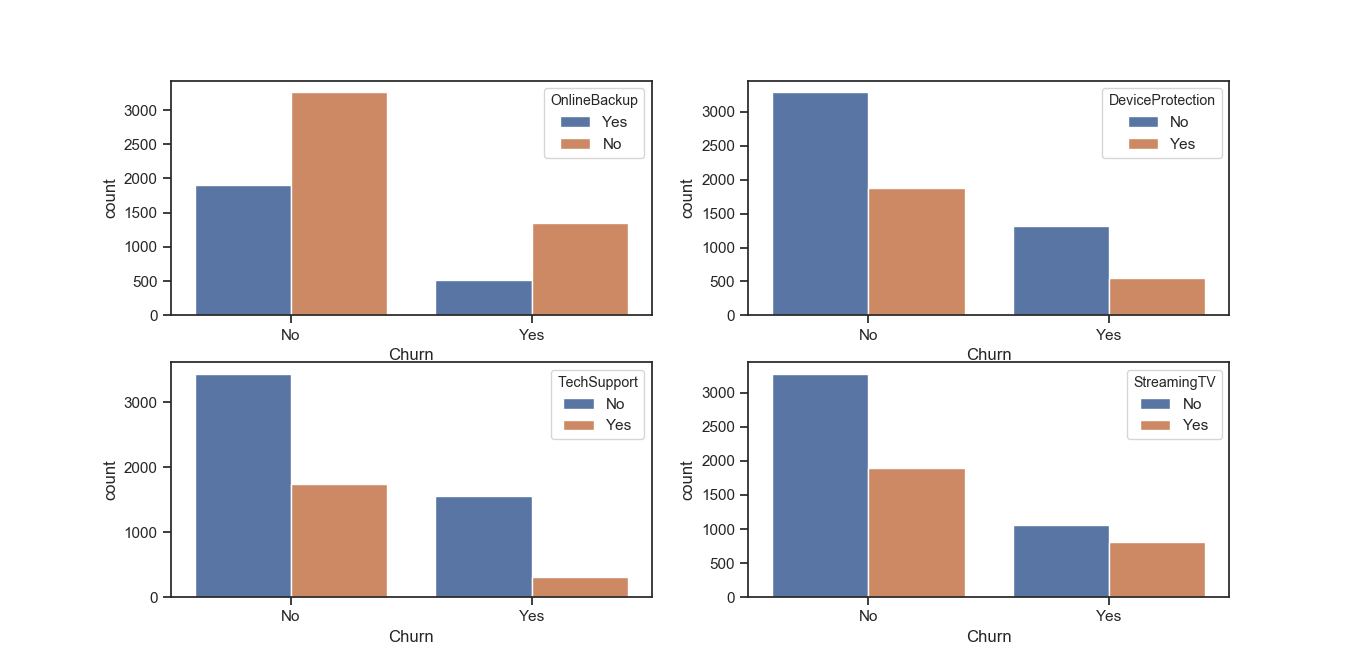 OnlineBackup
Yes
No
3000
2500
2000
1500
1000
500
0
count
No Yes
Churn
DeviceProtection
No
Yes
3000
2500
2000
1500
1000
500
0
count
No Yes
Churn
TechSupport
No
Yes
3000
2000
1000
0
count
No Yes
Churn
StreamingTV
No
Yes
3000
2500
2000
1500
1000
500
0
count
No Yes
Churn